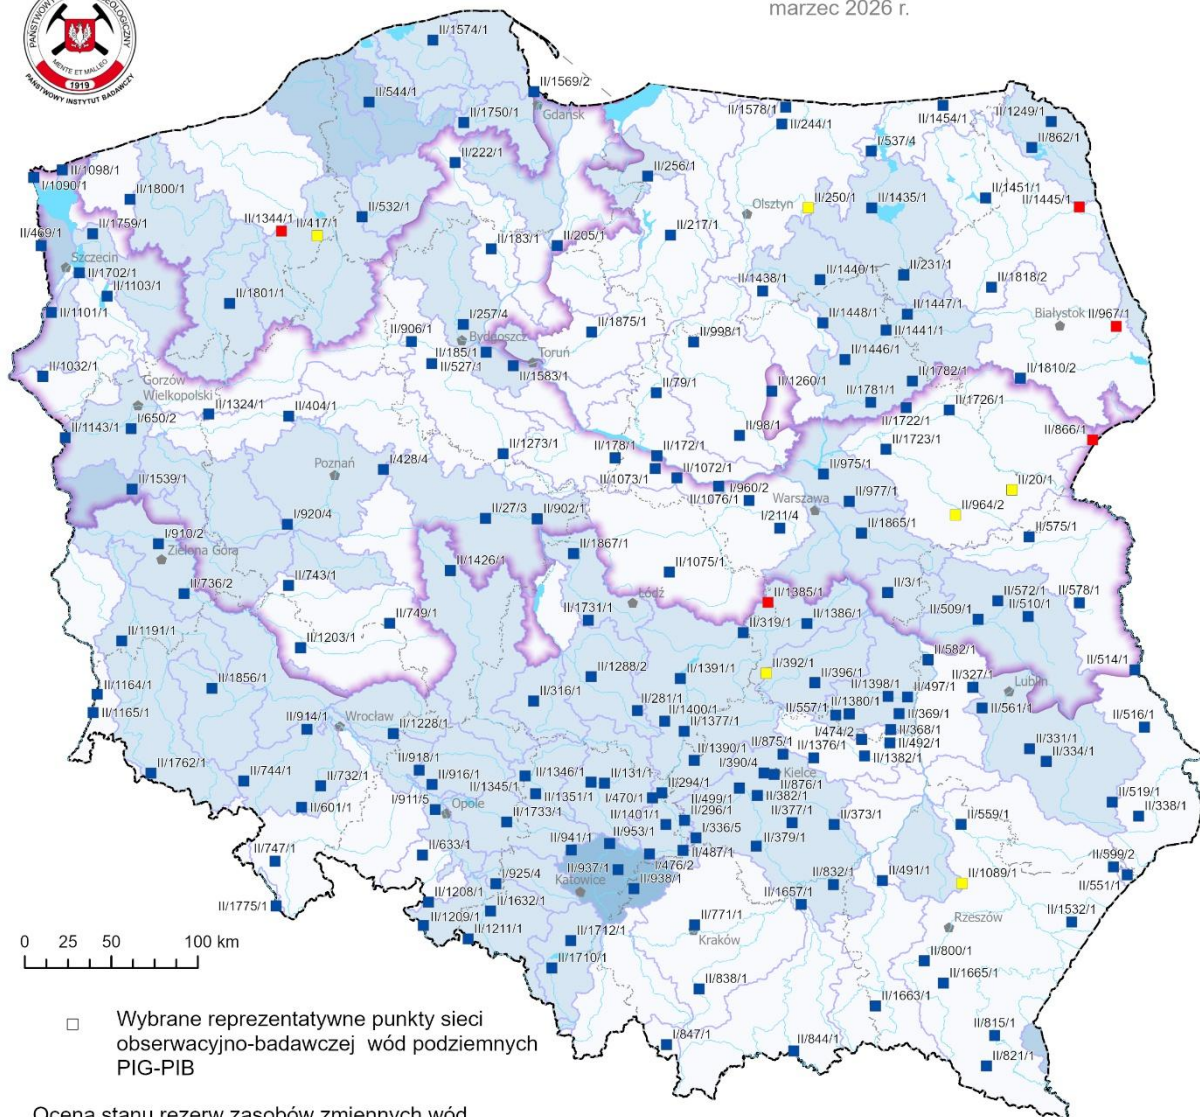 PAŃSTWOWY
MENTE ET MALLEO
1919
PAŃSTWOWY INSTYTUT BADAWCZY
marzec 2026 r.
II/1574/1
II/544/1
II/1569/2
Gdańsk
II/1750/1
II/1578/1
II/244/1
II/1454/1
II/1249/1
II/862/1
I/537/4
II/222/1
II/256/1
II/1098/1
I/1090/1
II/1800/1
II/532/1
II/1344/1
II/417/1
Olsztyn
II/250/1
II/1435/1
II/1451/1
II/1445/1
II/469/1
II/1759/1
II/183/1
II/205/1
II/217/1
Szczecin
II/1702/1
II/1103/1
II/1801/1
II/1438/1
II/1440/1
II/231/1
II/1818/2
II/1101/1
II/906/1
I/257/4
Bydgoszcz
II/1875/1
II/998/1
II/1448/1
II/1447/1
II/1441/1
Białystok
II/967/1
II/185/1
II/527/1
Toruń
II/1583/1
II/1446/1
II/1032/1
Gorzów
Wielkopolski
II/1324/1
II/404/1
II/79/1
II/1260/1
II/1781/1
II/1782/1
II/1810/2
II/1726/1
II/1722/1
I/650/2
II/1143/1
II/98/1
II/866/1
II/1723/1
II/1273/1
II/178/1
II/172/1
II/1073/1
II/1072/1
Poznań
I/428/4
II/975/1
II/1539/1
I/960/2
II/1076/1
Warszawa
II/977/1
II/20/1
II/964/2
I/920/4
II/27/3
II/902/1
I/211/4
II/1865/1
II/575/1
I/910/2
Zielona Góra
II/1867/1
II/1426/1
II/1075/1
II/736/2
II/743/1
Łódź
II/1385/1
II/3/1
II/572/1
II/578/1
II/509/1
II/510/1
II/749/1
II/1731/1
II/319/1
II/1386/1
II/1191/1
II/1203/1
II/582/1
II/514/1
II/1288/2
II/1391/1
II/392/1
II/396/1
II/327/1
Lublin
II/1856/1
II/1164/1
II/1165/1
II/316/1
II/281/1
II/1398/1
II/497/1
II/561/1
II/1400/1
II/557/1
II/1380/1
II/369/1
II/516/1
II/914/1
Wrocław
II/1228/1
II/1377/1
I/474/2
II/368/1
II/492/1
II/331/1
II/334/1
II/1390/1
II/875/1
II/1376/1
II/1382/1
II/1762/1
II/744/1
II/732/1
II/918/1
II/916/1
II/1346/1
II/131/1
I/390/4
Kielce
II/876/1
II/1345/1
II/1351/1
I/470/1
II/294/1
II/499/1
II/382/1
II/601/1
I/911/5
Opole
II/1733/1
II/1401/1
II/296/1
II/377/1
II/373/1
II/519/1
II/338/1
II/559/1
II/941/1
II/953/1
I/336/5
II/379/1
II/747/1
II/633/1
II/487/1
I/476/2
II/937/1
II/938/1
Katowice
I/925/4
II/832/1
II/491/1
II/1089/1
II/599/2
II/551/1
II/1775/1
II/1208/1
II/1632/1
II/1657/1
II/1209/1
II/1211/1
II/771/1
Kraków
Rzeszów
II/1532/1
II/1712/1
II/1710/1
II/800/1
II/1665/1
II/838/1
II/1663/1
I/847/1
II/844/1
II/815/1
II/821/1
0 25 50 100 km
Wybrane reprezentatywne punkty sieci
obserwacyjno-badawczej wód podziemnych
PIG-PIB
Ocena stanu rezerw zasobów zmiennych wód